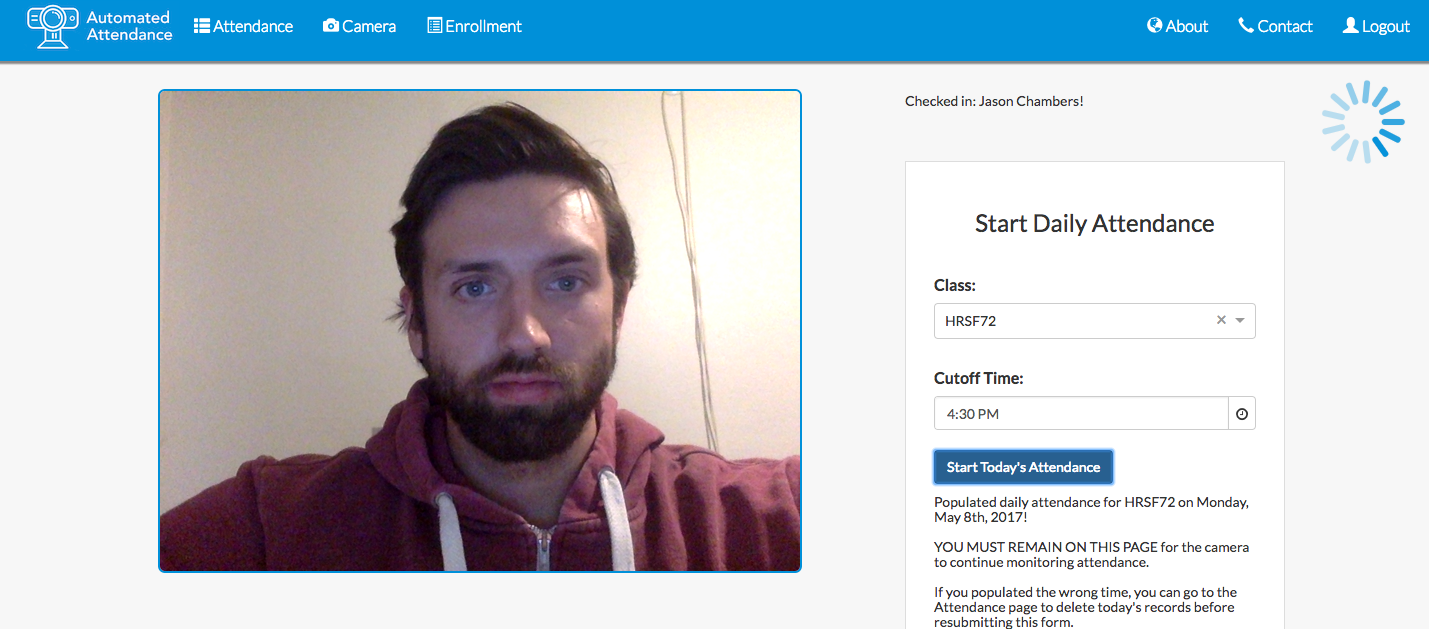 Automated
Attendance
Attendance
Camera
Enrollment
About
Contact
Logout
Checked in: Jason Chambers!
Start Daily Attendance
Class:
HRSF72
Cutoff Time:
4:30 PM
Start Today's Attendance
Populated daily attendance for HRSF72 on Monday,
May 8th, 2017!
YOU MUST REMAIN ON THIS PAGE for the camera
to continue monitoring attendance.
If you populated the wrong time, you can go to the
Attendance page to delete today's records before
resubmitting this form.